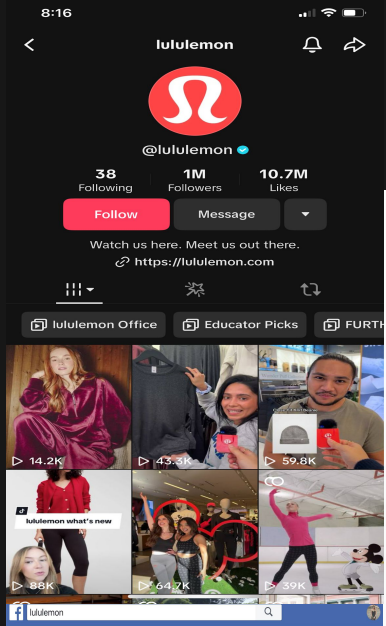 8:16
lululemon
@lululemon
38
Following
1M
Followers
10.7M
Likes
Follow
Message
Watch us here. Meet us out there.
https://lululemon.com
lululemon Office
Educator Picks
FURTH
14.2K
43.3K
59.8K
lululemon what's new
88K
64.7K
39K
f lululemon